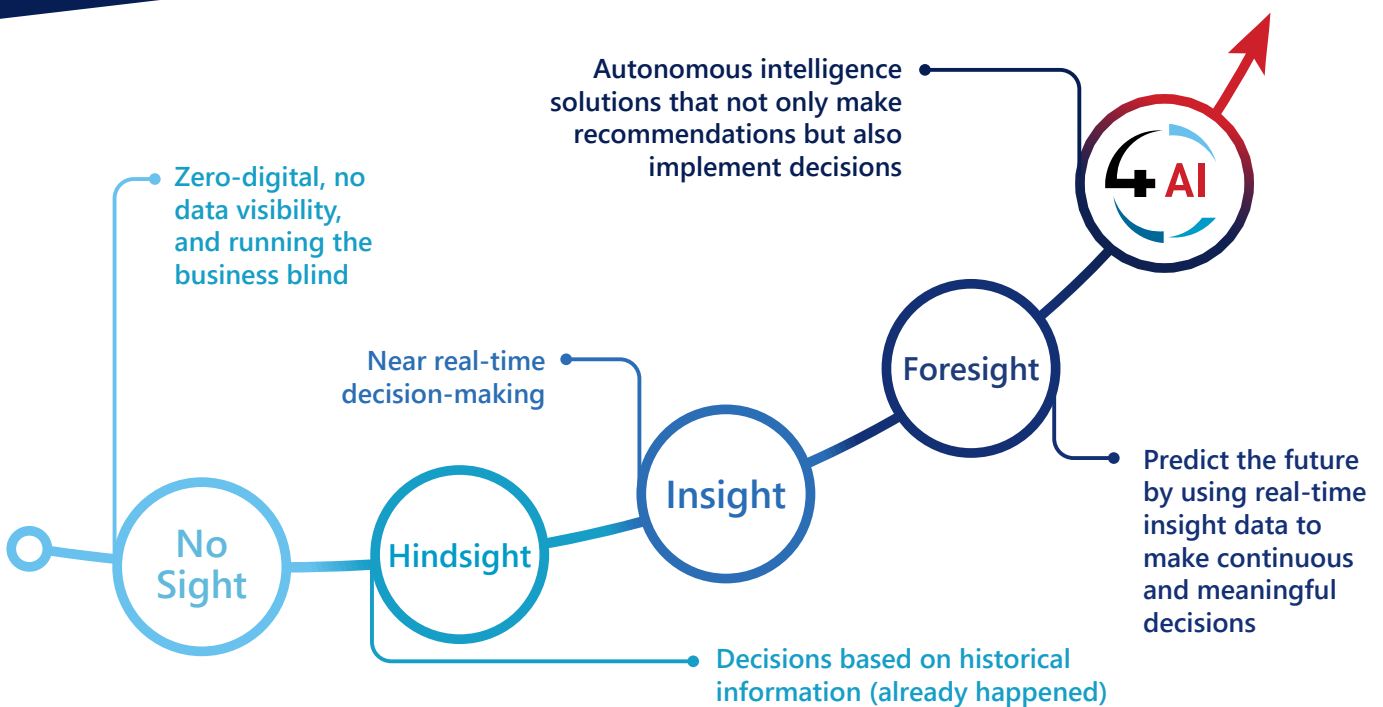 Autonomous intelligence
solutions that not only make
recommendations but also
implement decisions
4 AI
Zero-digital, no
data visibility,
and running the
business blind
Near real-time
decision-making
Foresight
Insight
Predict the future
by using real-time
insight data to
make continuous
and meaningful
decisions
No
Sight
Hindsight
Decisions based on historical
information (already happened)